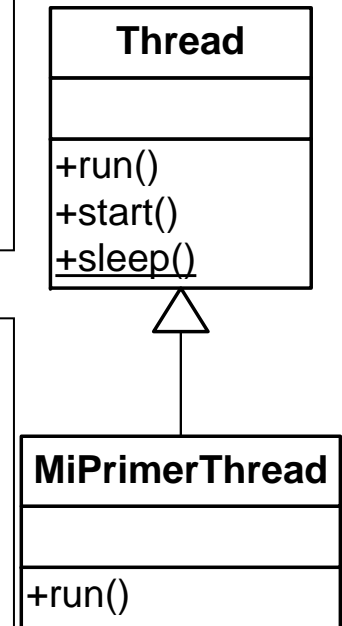 Thread
+run()
+start()
+sleep()
MiPrimerThread
+run()